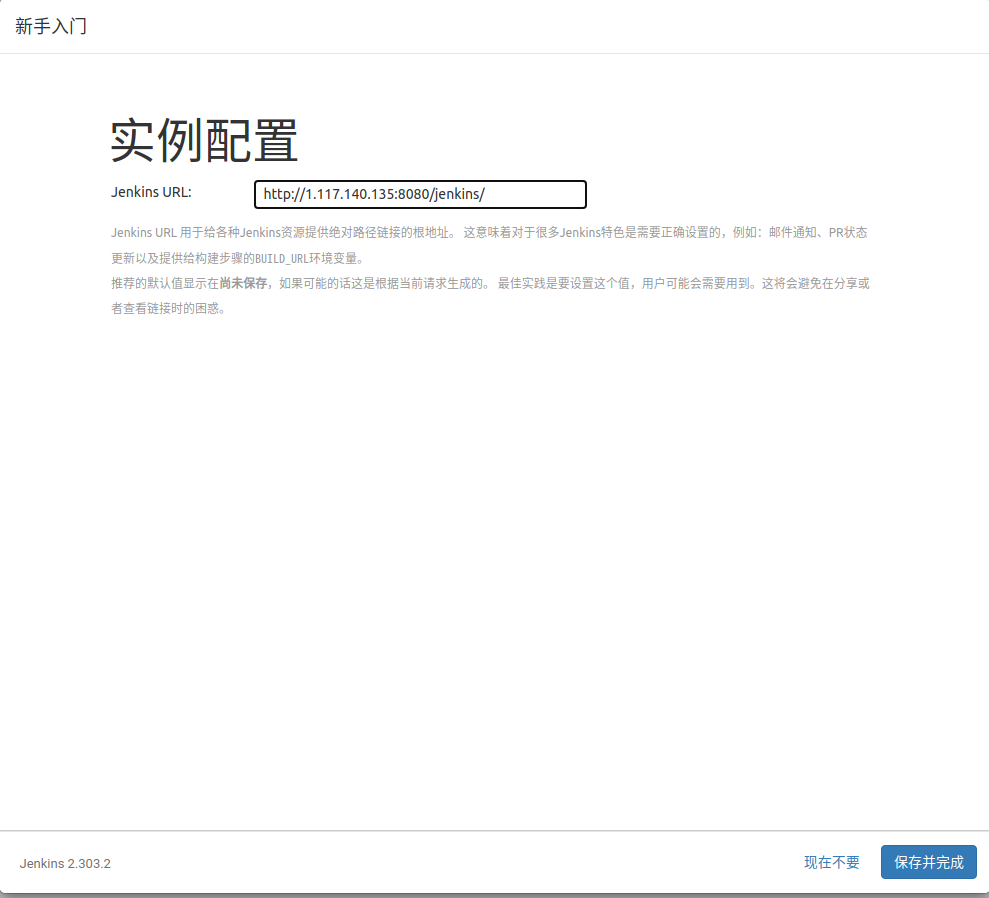 新手入门
实例配置
Jenkins URL: http://1.117.140.135:8080/jenkins/
Jenkins URL 用于给各种Jenkins资源提供绝对路径链接的根地址。 这意味着对于很多Jenkins特色是需要正确设置的，例如：邮件通知、PR状态
更新以及提供给构建步骤的BUILD_URL环境变量。
推荐的默认值显示在尚未保存，如果可能的话这是根据当前请求生成的。 最佳实践是要设置这个值，用户可能会需要用到。这将会避免在分享或
者查看链接时的困惑。
Jenkins 2.303.2 现在不要 保存并完成